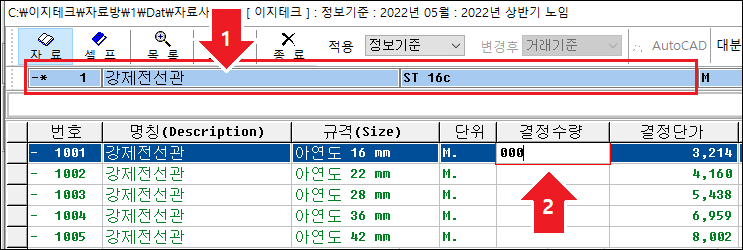 C:￦이지테크￦자료방￦1￦Dat￦자료사 [ 이지테크 ] : 정보기준 : 2022년 05월 : 2022년 상반기 노임
자 료 셀 프 목 록 종 료 적용 정보기준 변경후 거래기준 AutoCAD 대분
1
-* 1 강제전선관 ST 16c M
번호 명칭(Description) 규격(Size) 단위 결정수량 결정단가
- 1001 강제전선관 아연도 16 mm M. 000 3,214
- 1002 강제전선관 아연도 22 mm M. 4,160
- 1003 강제전선관 아연도 28 mm M. 5,438
- 1004 강제전선관 아연도 36 mm M. 6,959
- 1005 강제전선관 아연도 42 mm M. 8,002
2